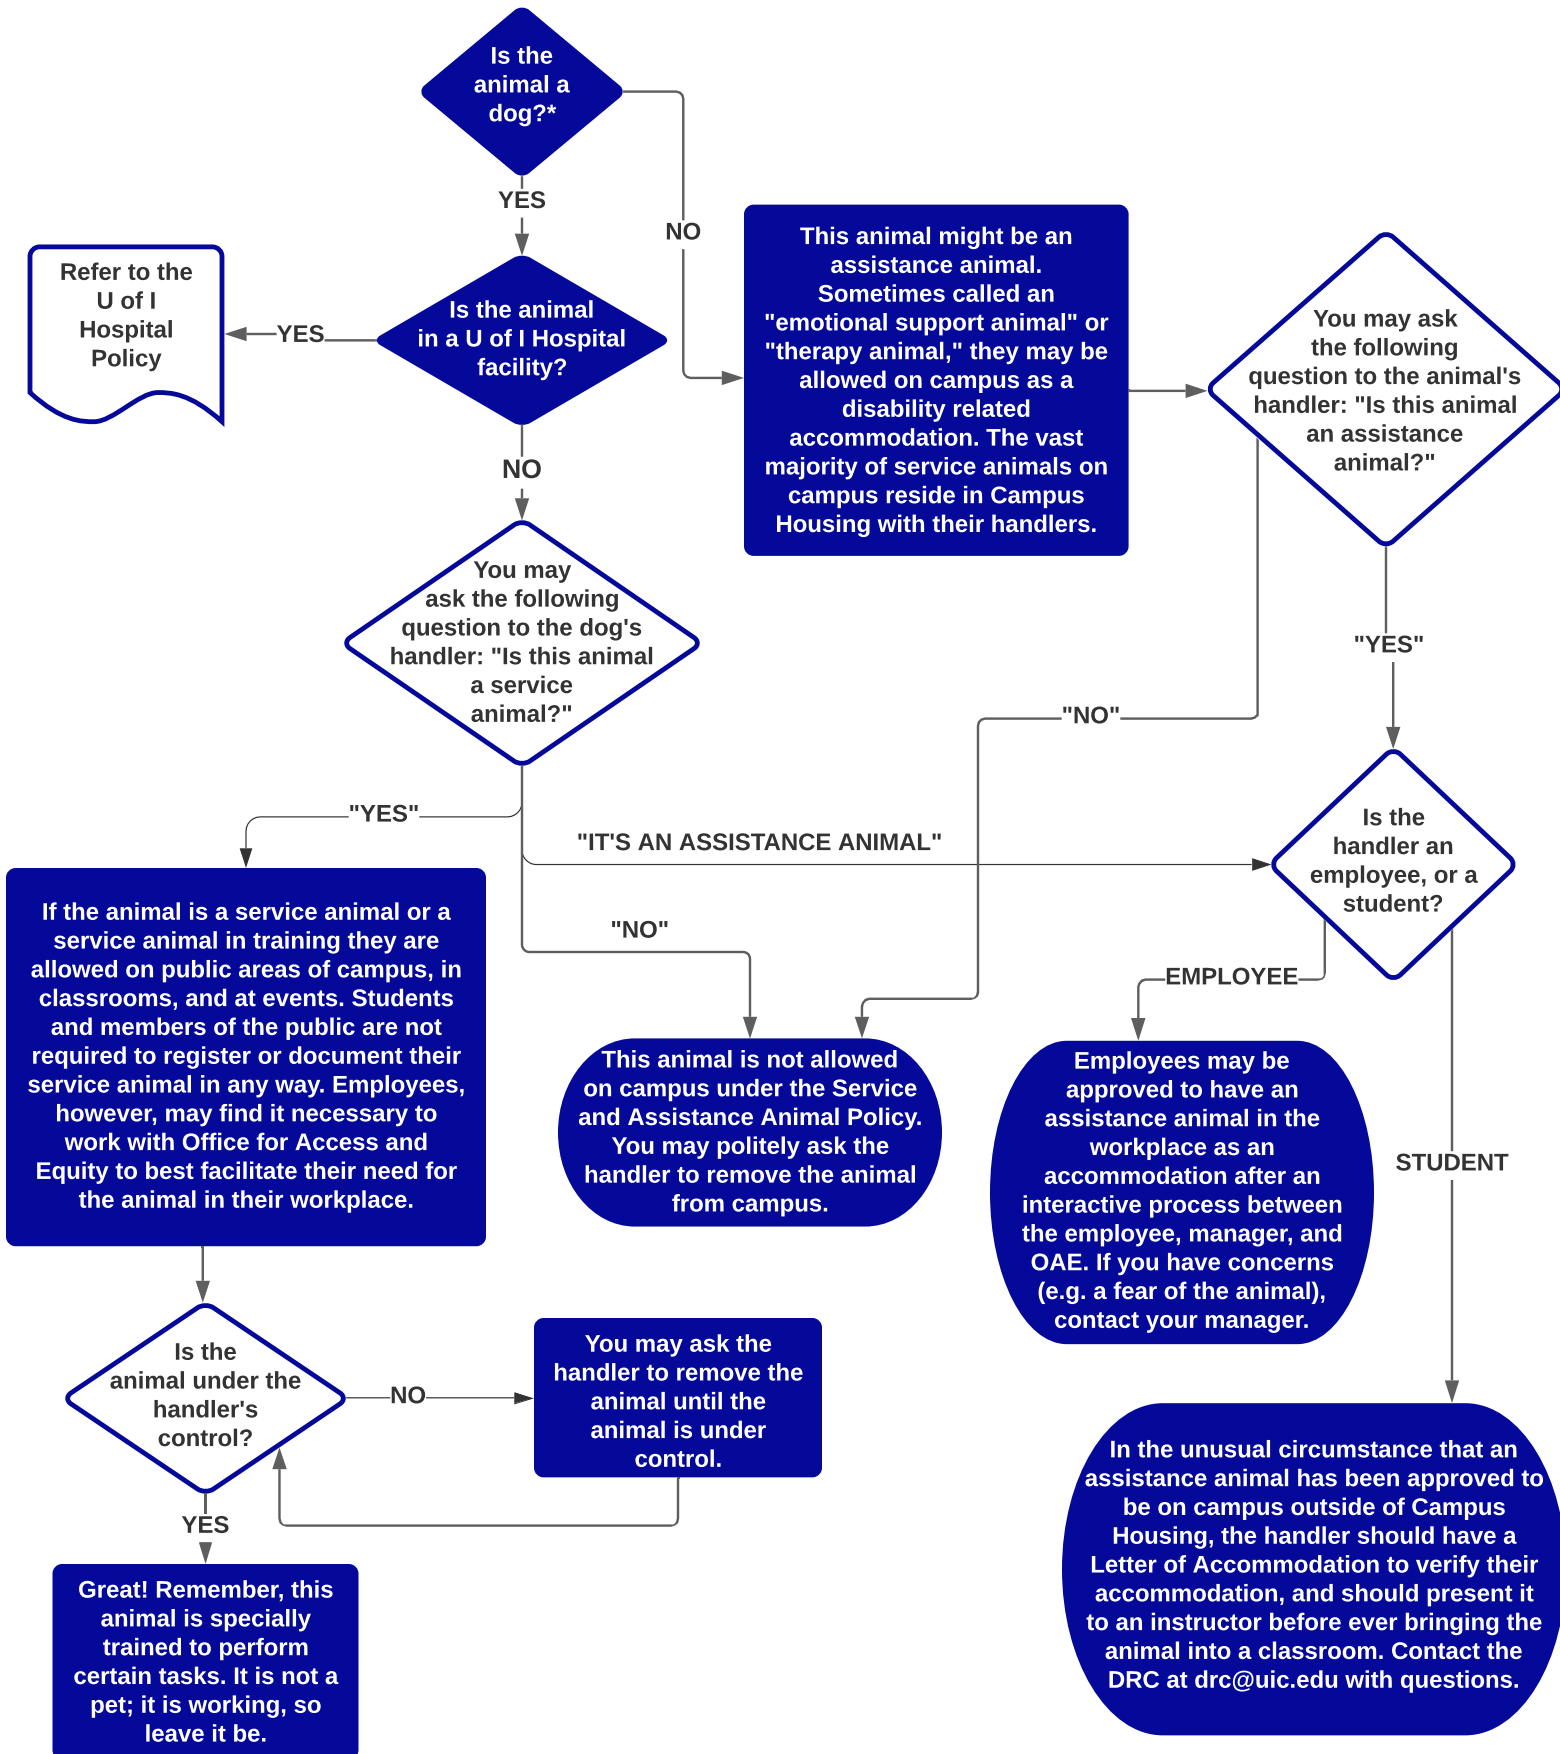 Is the
animal a
dog?*
YES
NO
Refer to the
U of I
Hospital
Policy
YES
Is the animal
in a U of I Hospital
facility?
This animal might be an
assistance animal.
Sometimes called an
"emotional support animal" or
"therapy animal," they may be
allowed on campus as a
disability related
accommodation. The vast
majority of service animals on
campus reside in Campus
Housing with their handlers.
You may ask
the following
question to the animal's
handler: "Is this animal
an assistance
animal?"
NO
You may
ask the following
question to the dog's
handler: "Is this animal
a service
animal?"
"YES"
"NO"
"YES"
"IT'S AN ASSISTANCE ANIMAL"
"NO"
Is the
handler an
employee, or a
student?
EMPLOYEE
STUDENT
If the animal is a service animal or a
service animal in training they are
allowed on public areas of campus, in
classrooms, and at events. Students
and members of the public are not
required to register or document their
service animal in any way. Employees,
however, may find it necessary to
work with Office for Access and
Equity to best facilitate their need for
the animal in their workplace.
This animal is not allowed
on campus under the Service
and Assistance Animal Policy.
You may politely ask the
handler to remove the animal
from campus.
Employees may be
approved to have an
assistance animal in the
workplace as an
accommodation after an
interactive process between
the employee, manager, and
OAE. If you have concerns
(e.g. a fear of the animal),
contact your manager.
Is the
animal under the
handler's
control?
NO
You may ask the
handler to remove the
animal until the
animal is under
control.
YES
Great! Remember, this
animal is specially
trained to perform
certain tasks. It is not a
pet; it is working, so
leave it be.
In the unusual circumstance that an
assistance animal has been approved to
be on campus outside of Campus
Housing, the handler should have a
Letter of Accommodation to verify their
accommodation, and should present it
to an instructor before ever bringing the
animal into a classroom. Contact the
DRC at drc@uic.edu with questions.